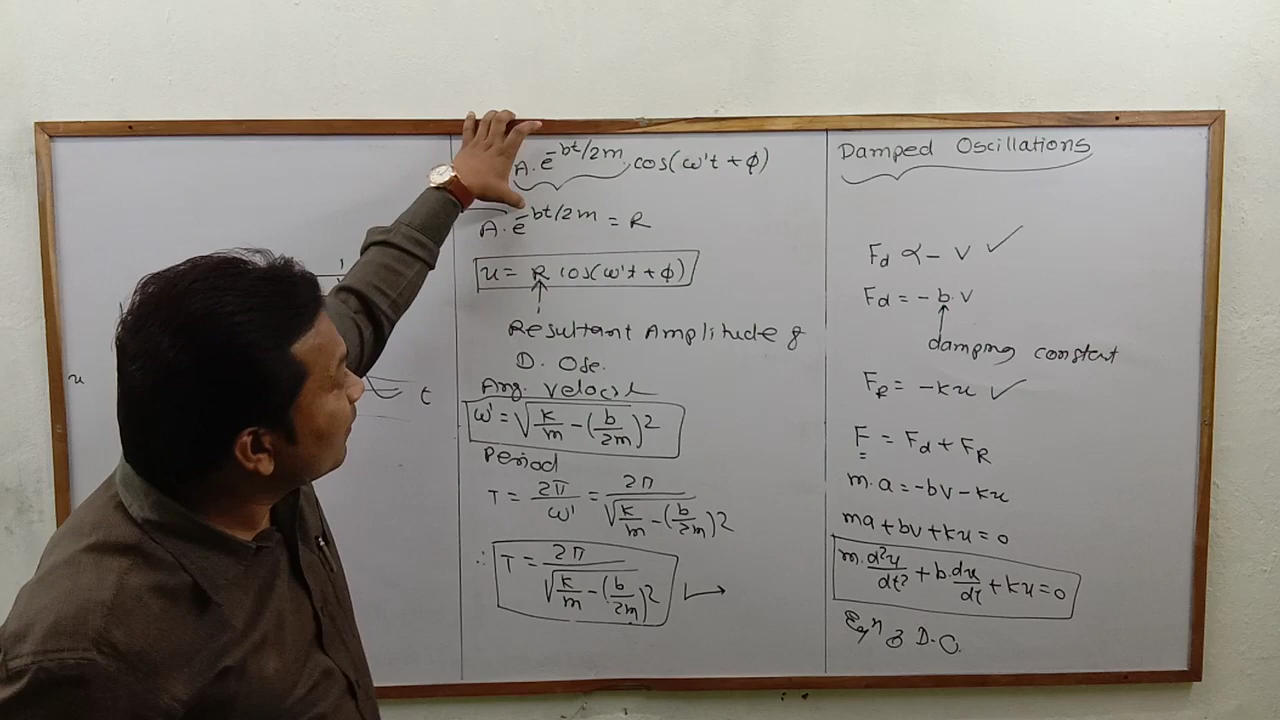 x
t
A. e^-bt/2m . cos(ω't + φ)
A. e^-bt/2m = R
x = R cos(ω't + φ)
Resultant Amplitude of
D. Osc.
Ang. Velocity
ω' = √(k/m - (b/2m)²)
Period
T = 2π/ω' = 2π/√(k/m - (b/2m)²)
∴ T = 2π/√(k/m - (b/2m)²)
Damped Oscillations
Fd ∝ - v ✓
Fd = - b. v
damping constant
FR = -kx ✓
F = Fd + FR
m. a = -bv - kx
ma + bv + kx = 0
m. d²x/dt² + b. dx/dt + kx = 0
Eqn of D. O.